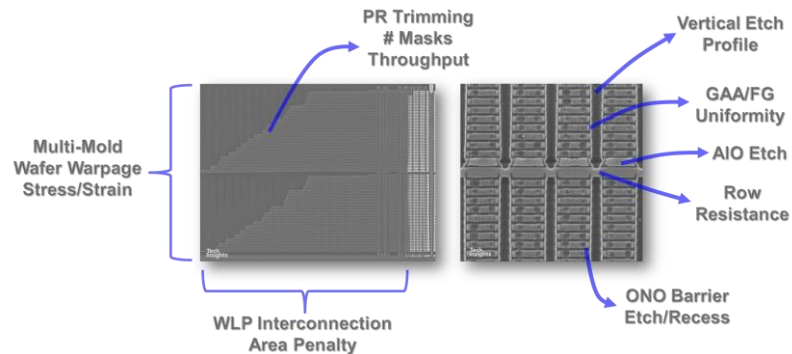 PR Trimming
# Masks
Throughput
Vertical Etch
Profile
GAA/FG
Uniformity
AIO Etch
Row
Resistance
Multi-Mold
Wafer Warpage
Stress/Strain
Tech
Insights
Tech
Insights
WLP Interconnection
Area Penalty
ONO Barrier
Etch/Recess